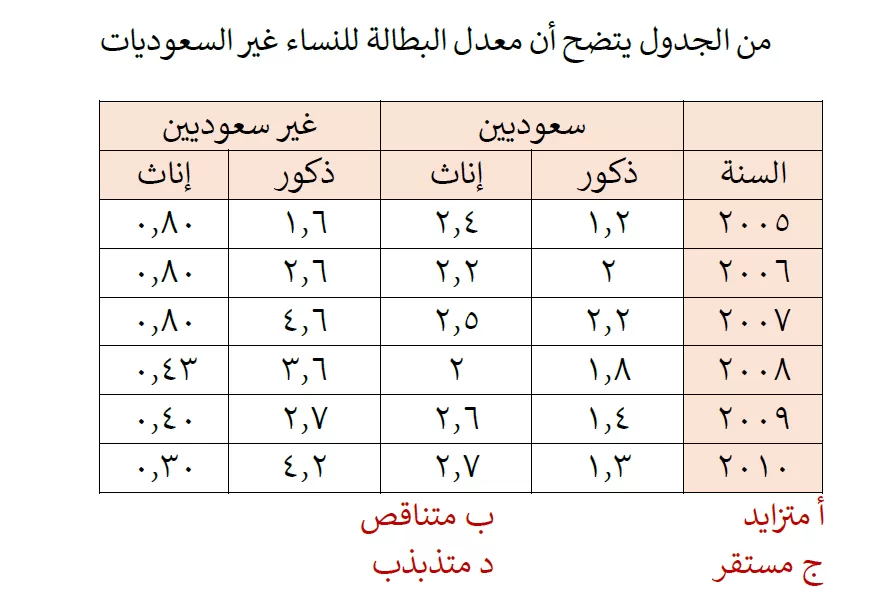 من الجدول يتضح أن معدل البطالة للنساء غير السعوديات
سعوديين غير سعوديين
السنة ذكور إناث ذكور إناث
٢٠٠٥ ١,٢ ٢,٤ ١,٦ ٠,٨٠
٢٠٠٦ ٢ ٢,٢ ٢,٦ ٠,٨٠
٢٠٠٧ ٢,٢ ٢,٥ ٤,٦ ٠,٨٠
٢٠٠٨ ١,٨ ٢ ٣,٦ ٠,٤٣
٢٠٠٩ ١,٤ ٢,٦ ٢,٧ ٠,٤٠
٢٠١٠ ١,٣ ٢,٧ ٤,٢ ٠,٣٠
أ متزايد ب متناقص
ج مستقر د متذبذب